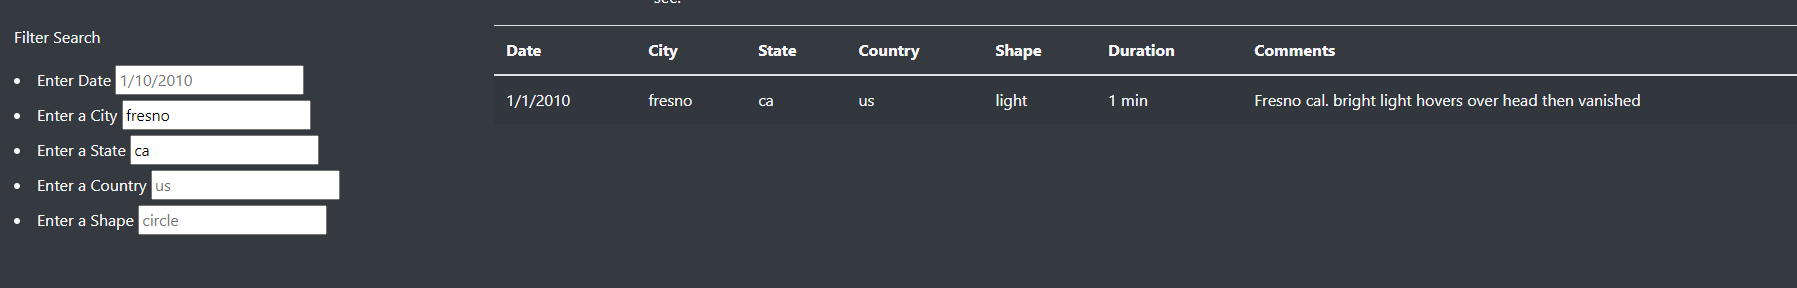 sec.
Filter Search
Enter Date 1/10/2010
Enter a City fresno
Enter a State ca
Enter a Country us
Enter a Shape circle
Date City State Country Shape Duration Comments
1/1/2010 fresno ca us light 1 min Fresno cal. bright light hovers over head then vanished